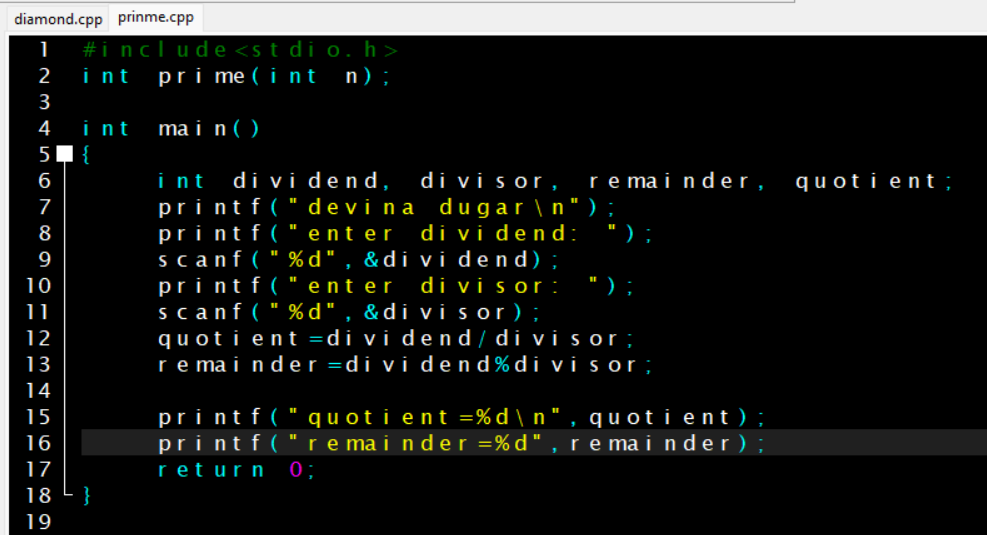 diamond.cpp prinme.cpp
1 #include<stdio.h>
2 int prime(int n);
3
4 int main()
5 {
6 int dividend, divisor, remainder, quotient;
7 printf("devina dugar\n");
8 printf("enter dividend: ");
9 scanf("%d",&dividend);
10 printf("enter divisor: ");
11 scanf("%d",&divisor);
12 quotient=dividend/divisor;
13 remainder=dividend%divisor;
14
15 printf("quotient=%d\n",quotient);
16 printf("remainder=%d",remainder);
17 return 0;
18 }
19